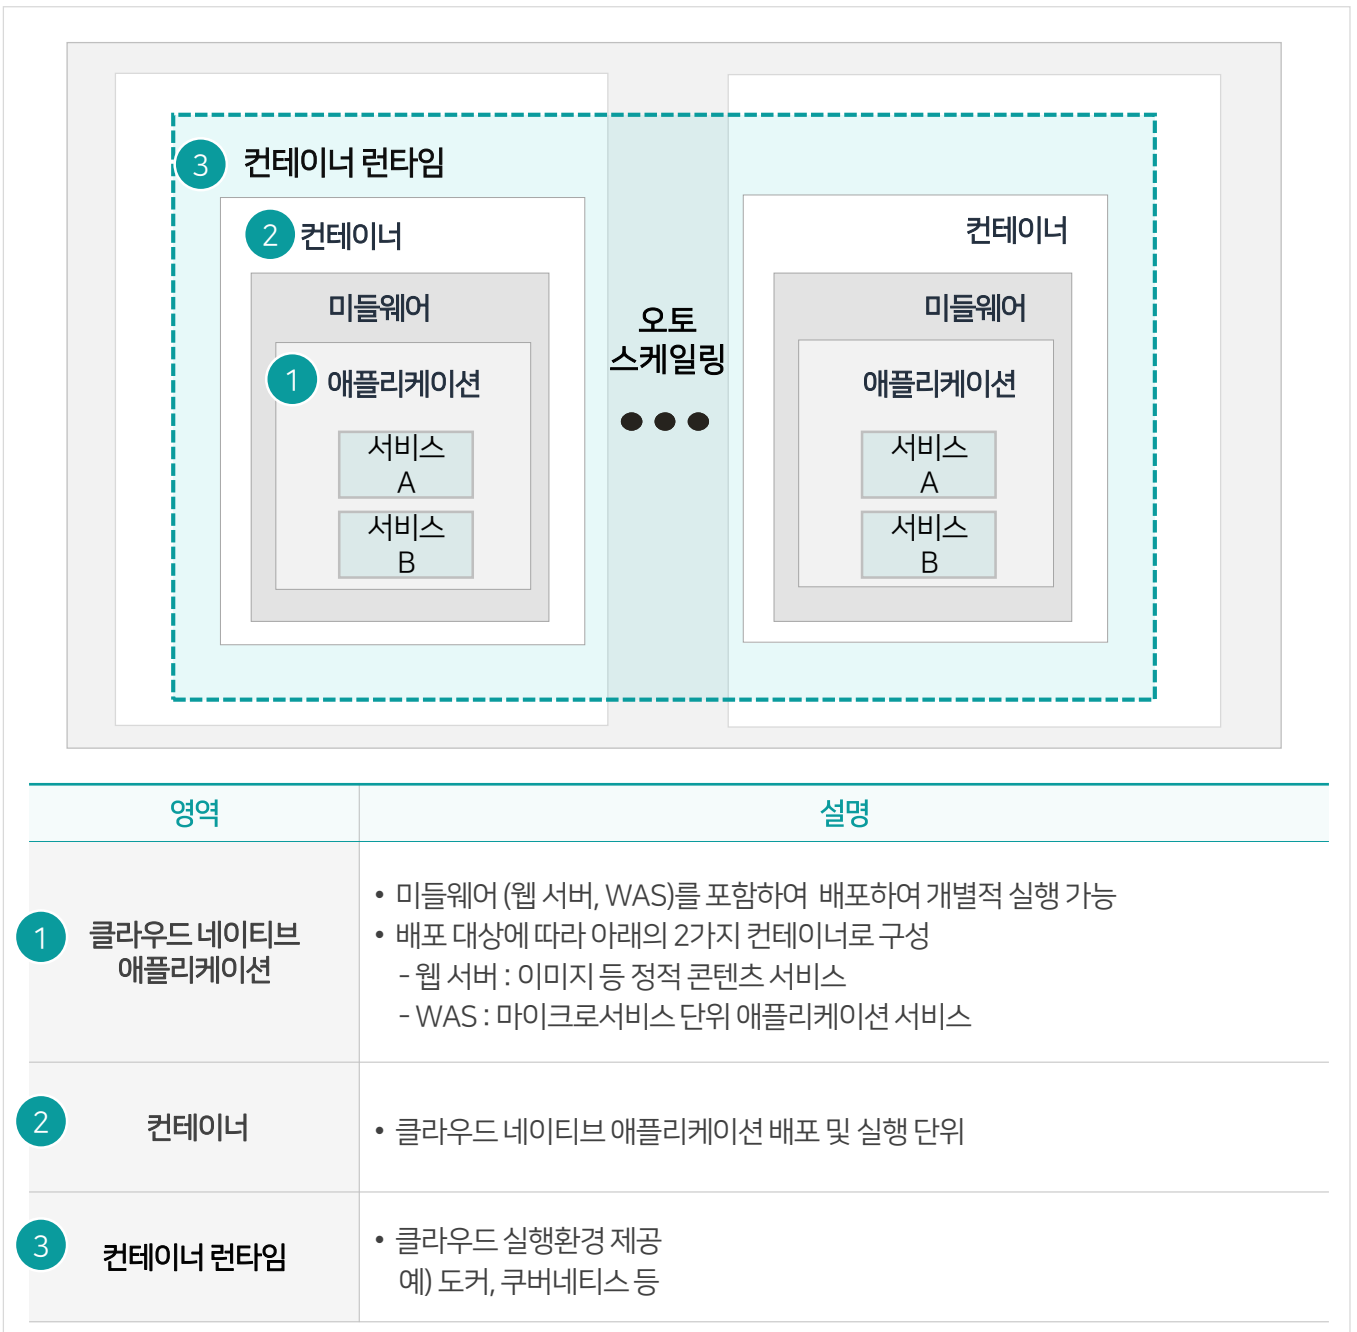 3 컨테이너 런타임
2 컨테이너
컨테이너
미들웨어
미들웨어
오토
스케일링
1 애플리케이션
애플리케이션
서비스
A
서비스
B
서비스
A
서비스
B
영역
설명
1
클라우드 네이티브
애플리케이션
• 미들웨어 (웹 서버, WAS)를 포함하여 배포하여 개별적 실행 가능
• 배포 대상에 따라 아래의 2가지 컨테이너로 구성
- 웹 서버 : 이미지 등 정적 콘텐츠 서비스
- WAS : 마이크로서비스 단위 애플리케이션 서비스
2
컨테이너
• 클라우드 네이티브 애플리케이션 배포 및 실행 단위
3
컨테이너 런타임
• 클라우드 실행환경 제공
예) 도커, 쿠버네티스 등